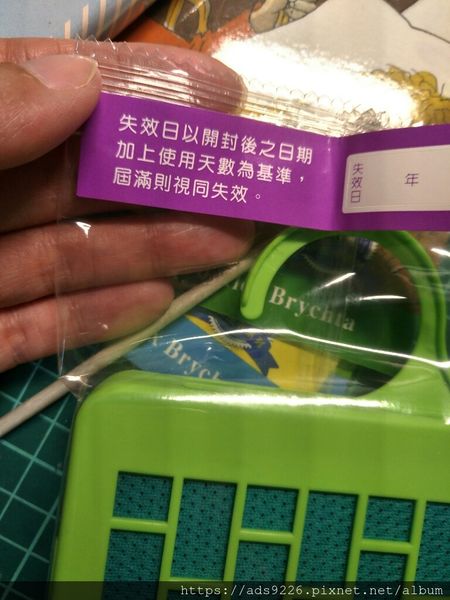 失效日以開封後之日期
加上使用天數為基準，
屆滿則視同失效。
失效日
年
Brychta
Brychta
https://ads9226.pixnet.net/album